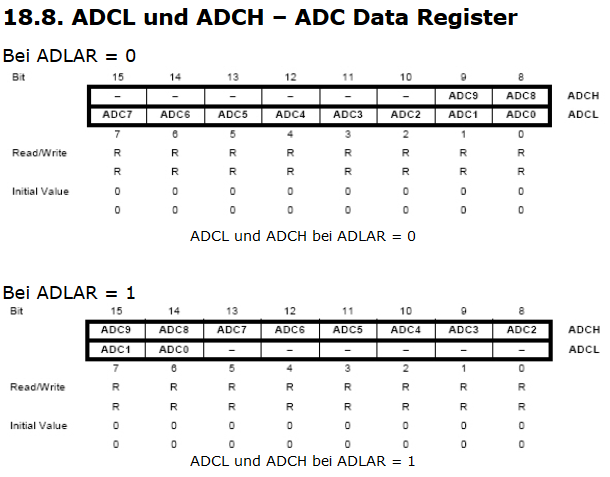 18.8. ADCL und ADCH – ADC Data Register
Bei ADLAR = 0
Bit 15 14 13 12 11 10 9 8
– – – – – – ADC9 ADC8 ADCH
ADC7 ADC6 ADC5 ADC4 ADC3 ADC2 ADC1 ADC0 ADCL
7 6 5 4 3 2 1 0
Read/Write R R R R R R R R
R R R R R R R R
Initial Value 0 0 0 0 0 0 0 0
0 0 0 0 0 0 0 0
ADCL und ADCH bei ADLAR = 0
Bei ADLAR = 1
Bit 15 14 13 12 11 10 9 8
ADC9 ADC8 ADC7 ADC6 ADC5 ADC4 ADC3 ADC2 ADCH
ADC1 ADC0 – – – – – – ADCL
7 6 5 4 3 2 1 0
Read/Write R R R R R R R R
R R R R R R R R
Initial Value 0 0 0 0 0 0 0 0
0 0 0 0 0 0 0 0
ADCL und ADCH bei ADLAR = 1